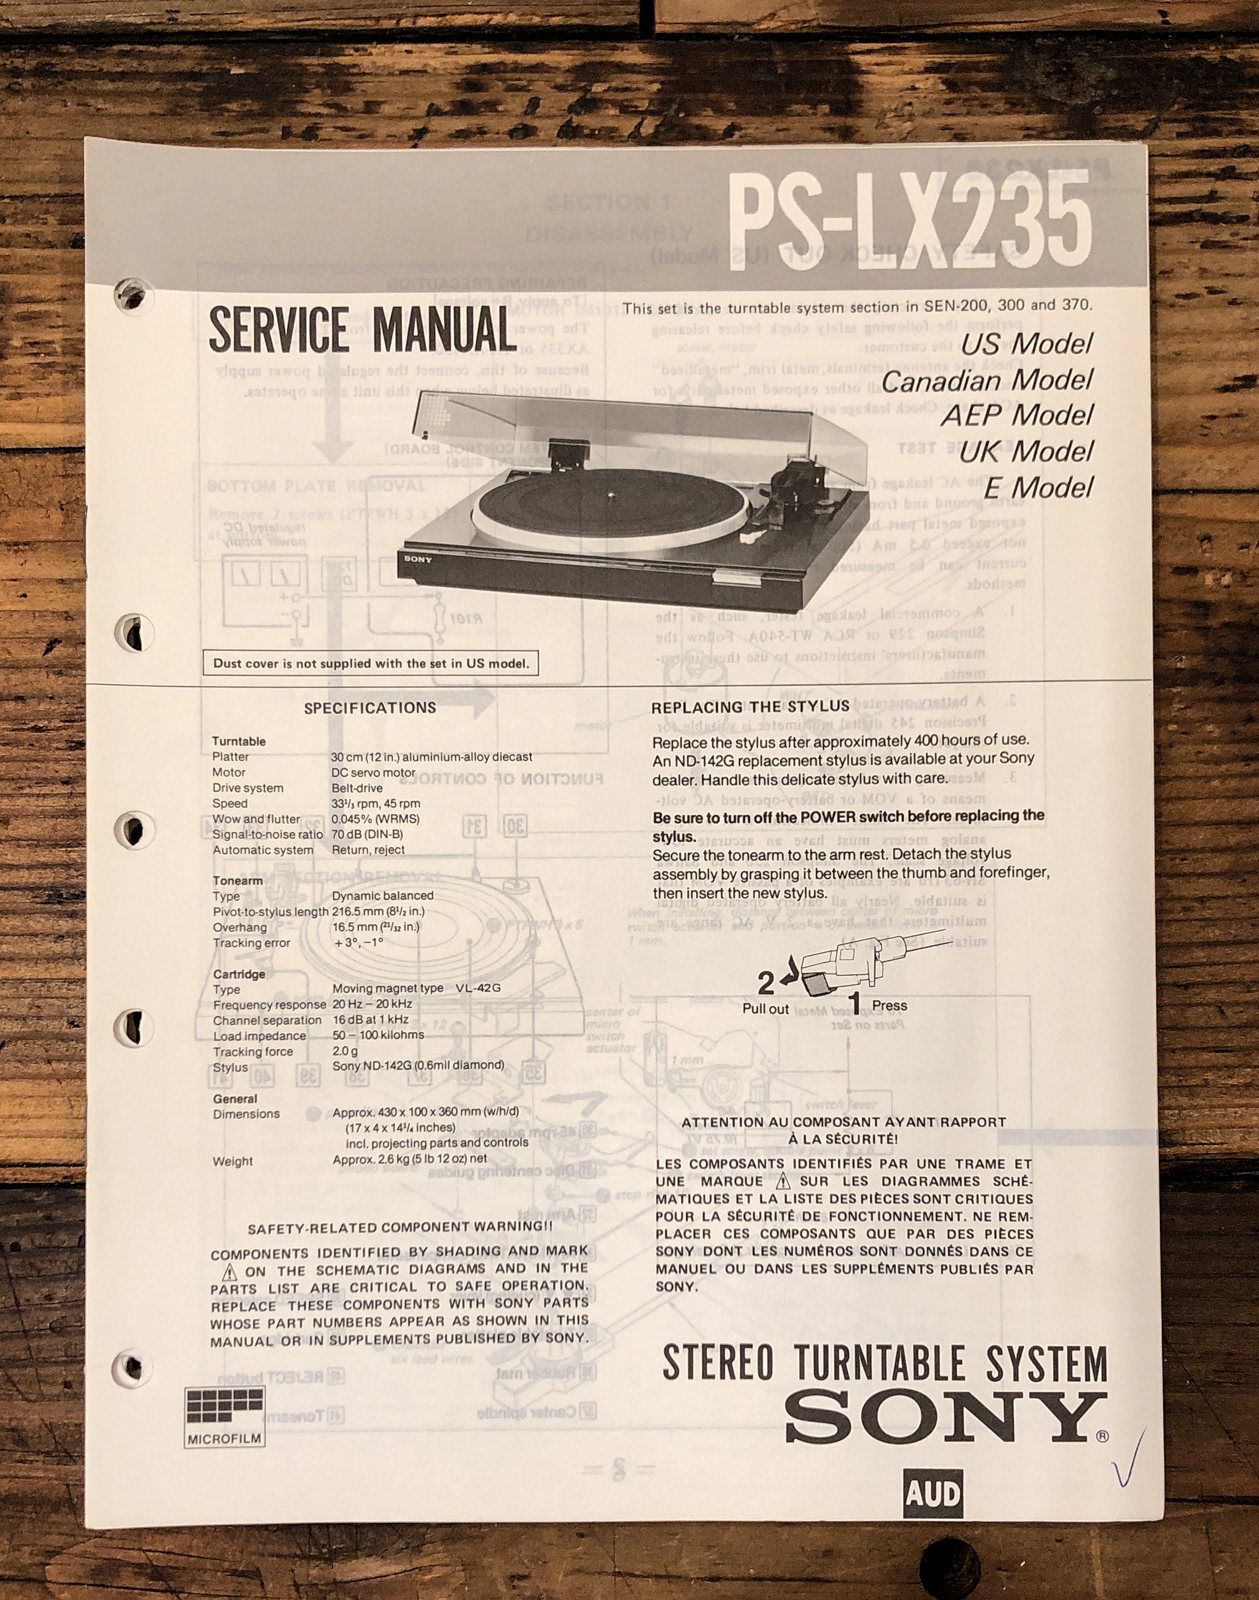 PS-LX235
SERVICE MANUAL
This set is the turntable system section in SEN-200, 300 and 370.
US Model
Canadian Model
AEP Model
UK Model
E Model
SONY
Dust cover is not supplied with the set in US model.
SPECIFICATIONS
Turntable
Platter 30 cm (12 in.) aluminium-alloy diecast
Motor DC servo motor
Drive system Belt-drive
Speed 33¹/₃ rpm, 45 rpm
Wow and flutter 0.045% (WRMS)
Signal-to-noise ratio 70 dB (DIN-B)
Automatic system Return, reject
Tonearm
Type Dynamic balanced
Pivot-to-stylus length 216.5 mm (8¹/₂ in.)
Overhang 16.5 mm (²¹/₃₂ in.)
Tracking error +3°, −1°
Cartridge
Type Moving magnet type VL-42G
Frequency response 20 Hz – 20 kHz
Channel separation 16 dB at 1 kHz
Load impedance 50 – 100 kilohms
Tracking force 2.0 g
Stylus Sony ND-142G (0.6mil diamond)
General
Dimensions Approx. 430 x 100 x 360 mm (w/h/d)
(17 x 4 x 14¹/₄ inches)
incl. projecting parts and controls
Weight Approx. 2.6 kg (5 lb 12 oz) net
SAFETY-RELATED COMPONENT WARNING!!
COMPONENTS IDENTIFIED BY SHADING AND MARK
⚠ ON THE SCHEMATIC DIAGRAMS AND IN THE
PARTS LIST ARE CRITICAL TO SAFE OPERATION.
REPLACE THESE COMPONENTS WITH SONY PARTS
WHOSE PART NUMBERS APPEAR AS SHOWN IN THIS
MANUAL OR IN SUPPLEMENTS PUBLISHED BY SONY.
MICROFILM
REPLACING THE STYLUS
Replace the stylus after approximately 400 hours of use.
An ND-142G replacement stylus is available at your Sony
dealer. Handle this delicate stylus with care.
Be sure to turn off the POWER switch before replacing the
stylus.
Secure the tonearm to the arm rest. Detach the stylus
assembly by grasping it between the thumb and forefinger,
then insert the new stylus.
2
Pull out
1 Press
ATTENTION AU COMPOSANT AYANT RAPPORT
À LA SÉCURITÉ!
LES COMPOSANTS IDENTIFIÉS PAR UNE TRAME ET
UNE MARQUE ⚠ SUR LES DIAGRAMMES SCHÉ-
MATIQUES ET LA LISTE DES PIÈCES SONT CRITIQUES
POUR LA SÉCURITÉ DE FONCTIONNEMENT. NE REM-
PLACER CES COMPOSANTS QUE PAR DES PIÈCES
SONY DONT LES NUMÉROS SONT DONNÉS DANS CE
MANUEL OU DANS LES SUPPLÉMENTS PUBLIÉS PAR
SONY.
STEREO TURNTABLE SYSTEM
SONY®
AUD